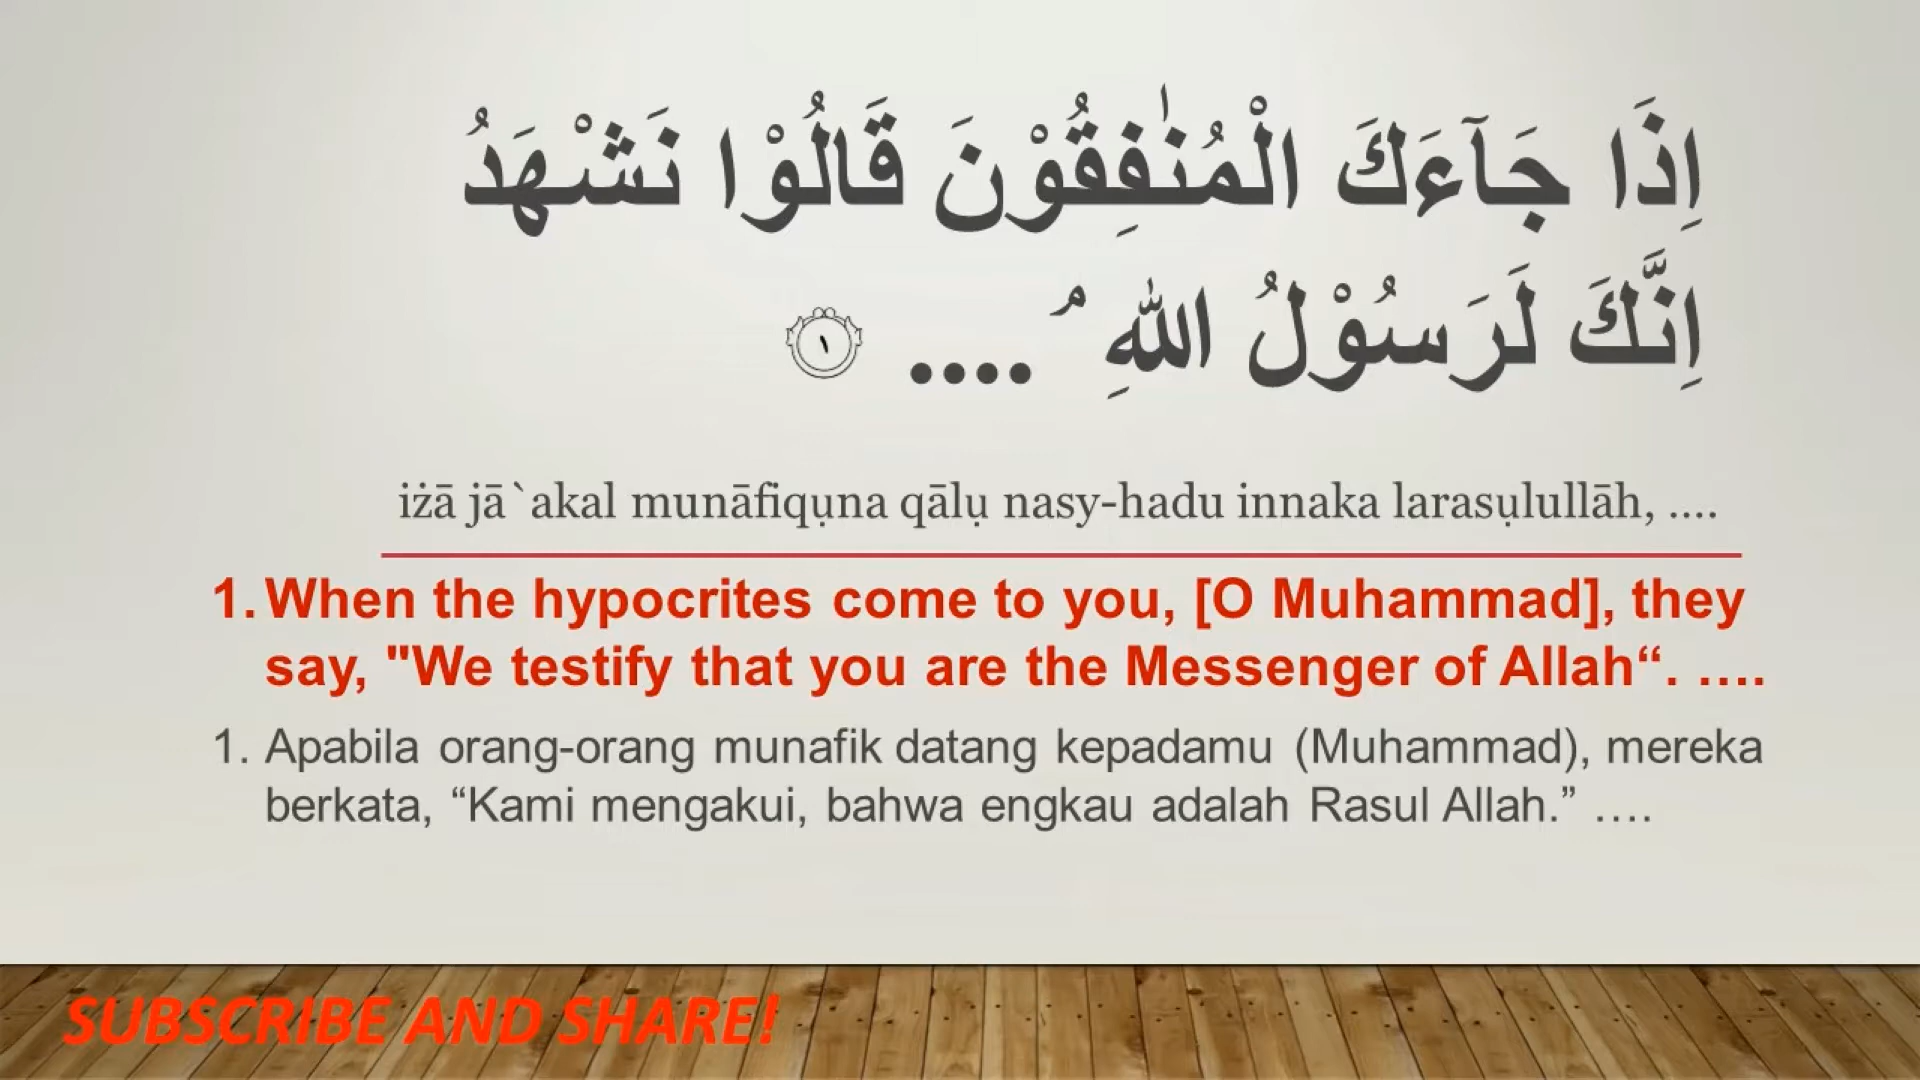 اِذَا جَاۤءَكَ الْمُنٰفِقُوْنَ قَالُوْا نَشْهَدُ
اِنَّكَ لَرَسُوْلُ اللّٰهِ ۘ .... ١
iżā jā`akal munāfiqụna qālụ nasy-hadu innaka larasụlullāh, ....
1. When the hypocrites come to you, [O Muhammad], they
say, "We testify that you are the Messenger of Allah“. ....
1. Apabila orang-orang munafik datang kepadamu (Muhammad), mereka
berkata, “Kami mengakui, bahwa engkau adalah Rasul Allah.” ....
SUBSCRIBE AND SHARE!